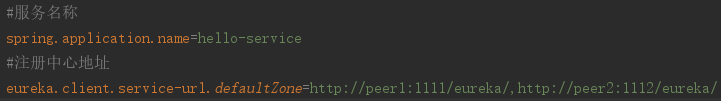 #服务名称
spring.application.name=hello-service
#注册中心地址
eureka.client.service-url.defaultZone=http://peer1:1111/eureka/,http://peer2:1112/eureka/